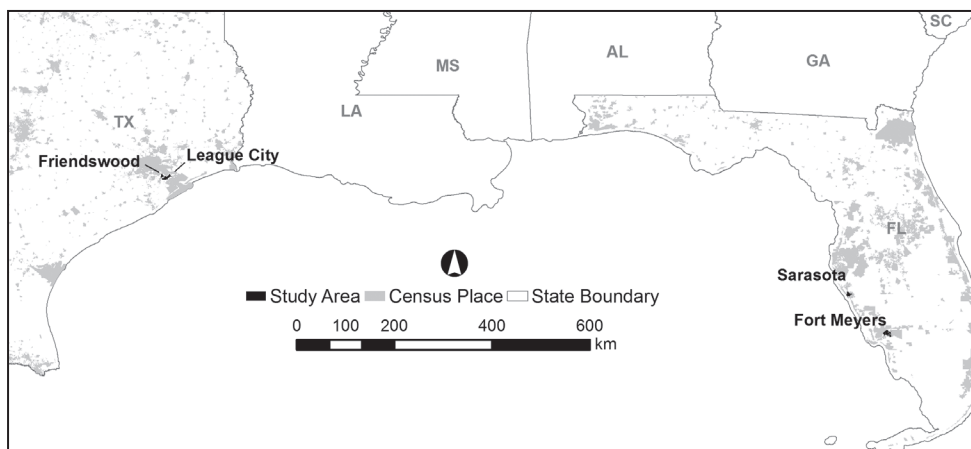 SC
MS
AL
GA
TX
LA
Friendswood
League City
FL
Sarasota
Study Area Census Place State Boundary
Fort Meyers
0 100 200 400 600
km